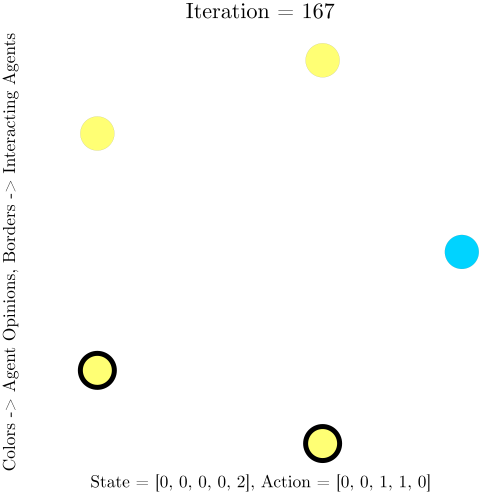 Iteration = 167
Colors -> Agent Opinions, Borders -> Interacting Agents
State = [0, 0, 0, 0, 2], Action = [0, 0, 1, 1, 0]